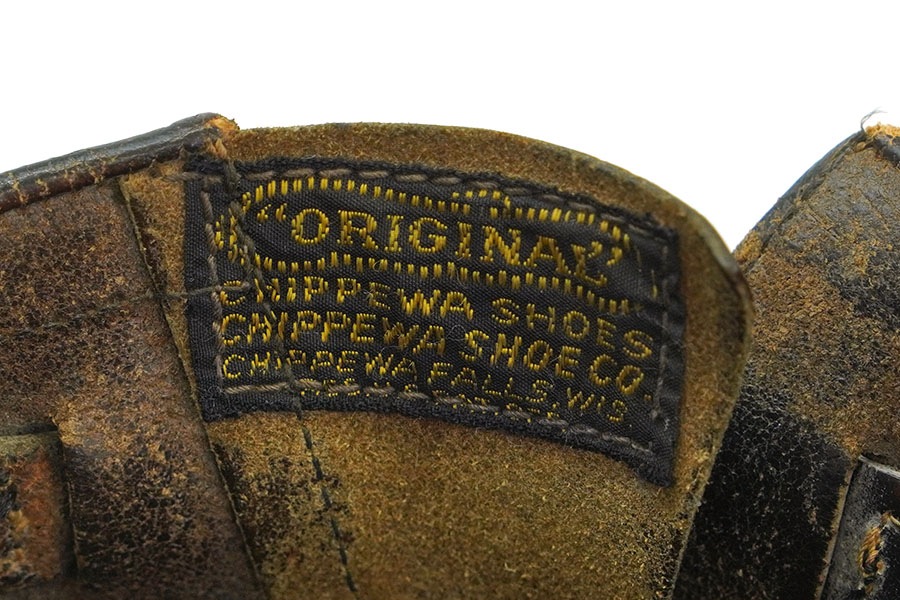 "ORIGINAL"
CHIPPEWA SHOES
CHIPPEWA SHOE CO.
CHIPPEWA FALLS, WIS.